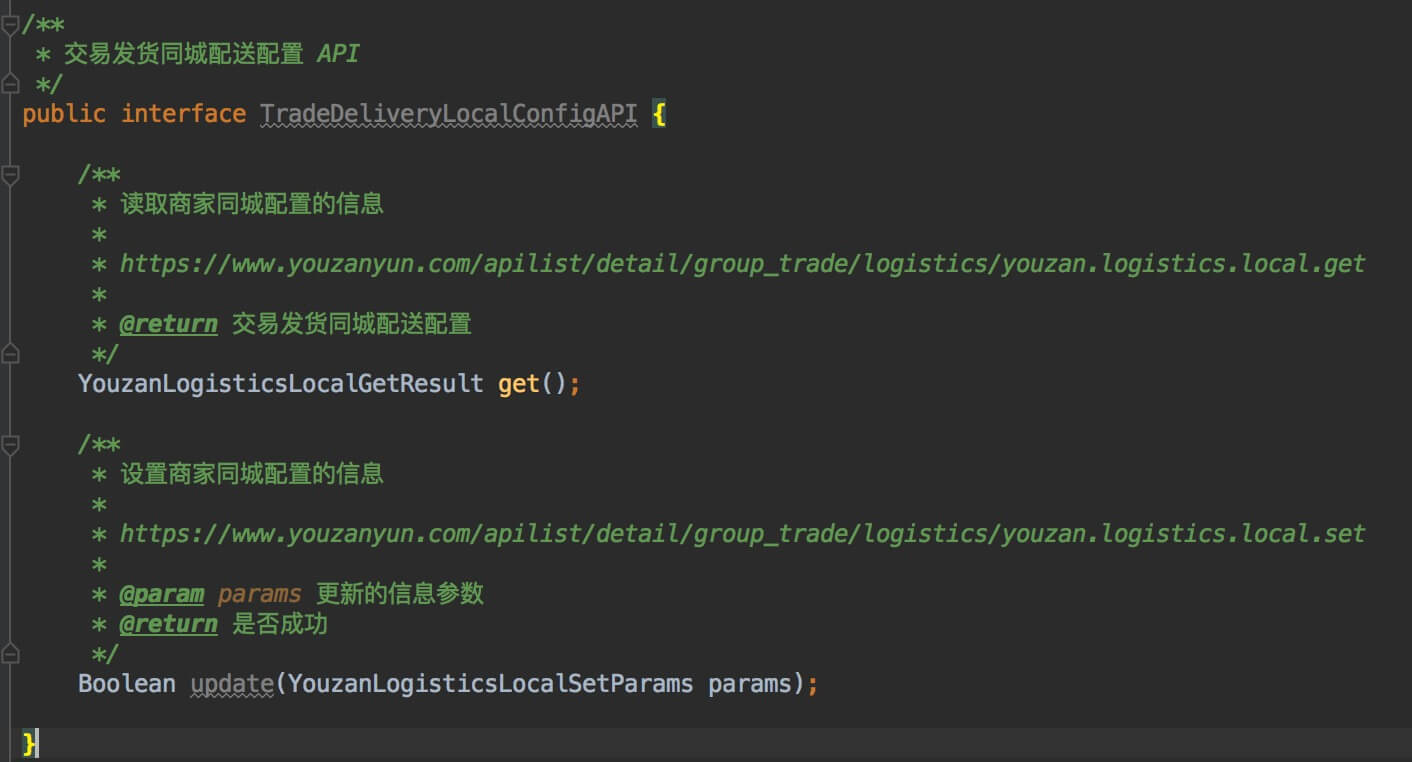 /**
 * 交易发货同城配送配置 API
 */
public interface TradeDeliveryLocalConfigAPI {
    /**
     * 读取商家同城配置的信息
     *
     * https://www.youzanyun.com/apilist/detail/group_trade/logistics/youzan.logistics.local.get
     *
     * @return 交易发货同城配送配置
     */
    YouzanLogisticsLocalGetResult get();
    /**
     * 设置商家同城配置的信息
     *
     * https://www.youzanyun.com/apilist/detail/group_trade/logistics/youzan.logistics.local.set
     *
     * @param params 更新的信息参数
     * @return 是否成功
     */
    Boolean update(YouzanLogisticsLocalSetParams params);
}